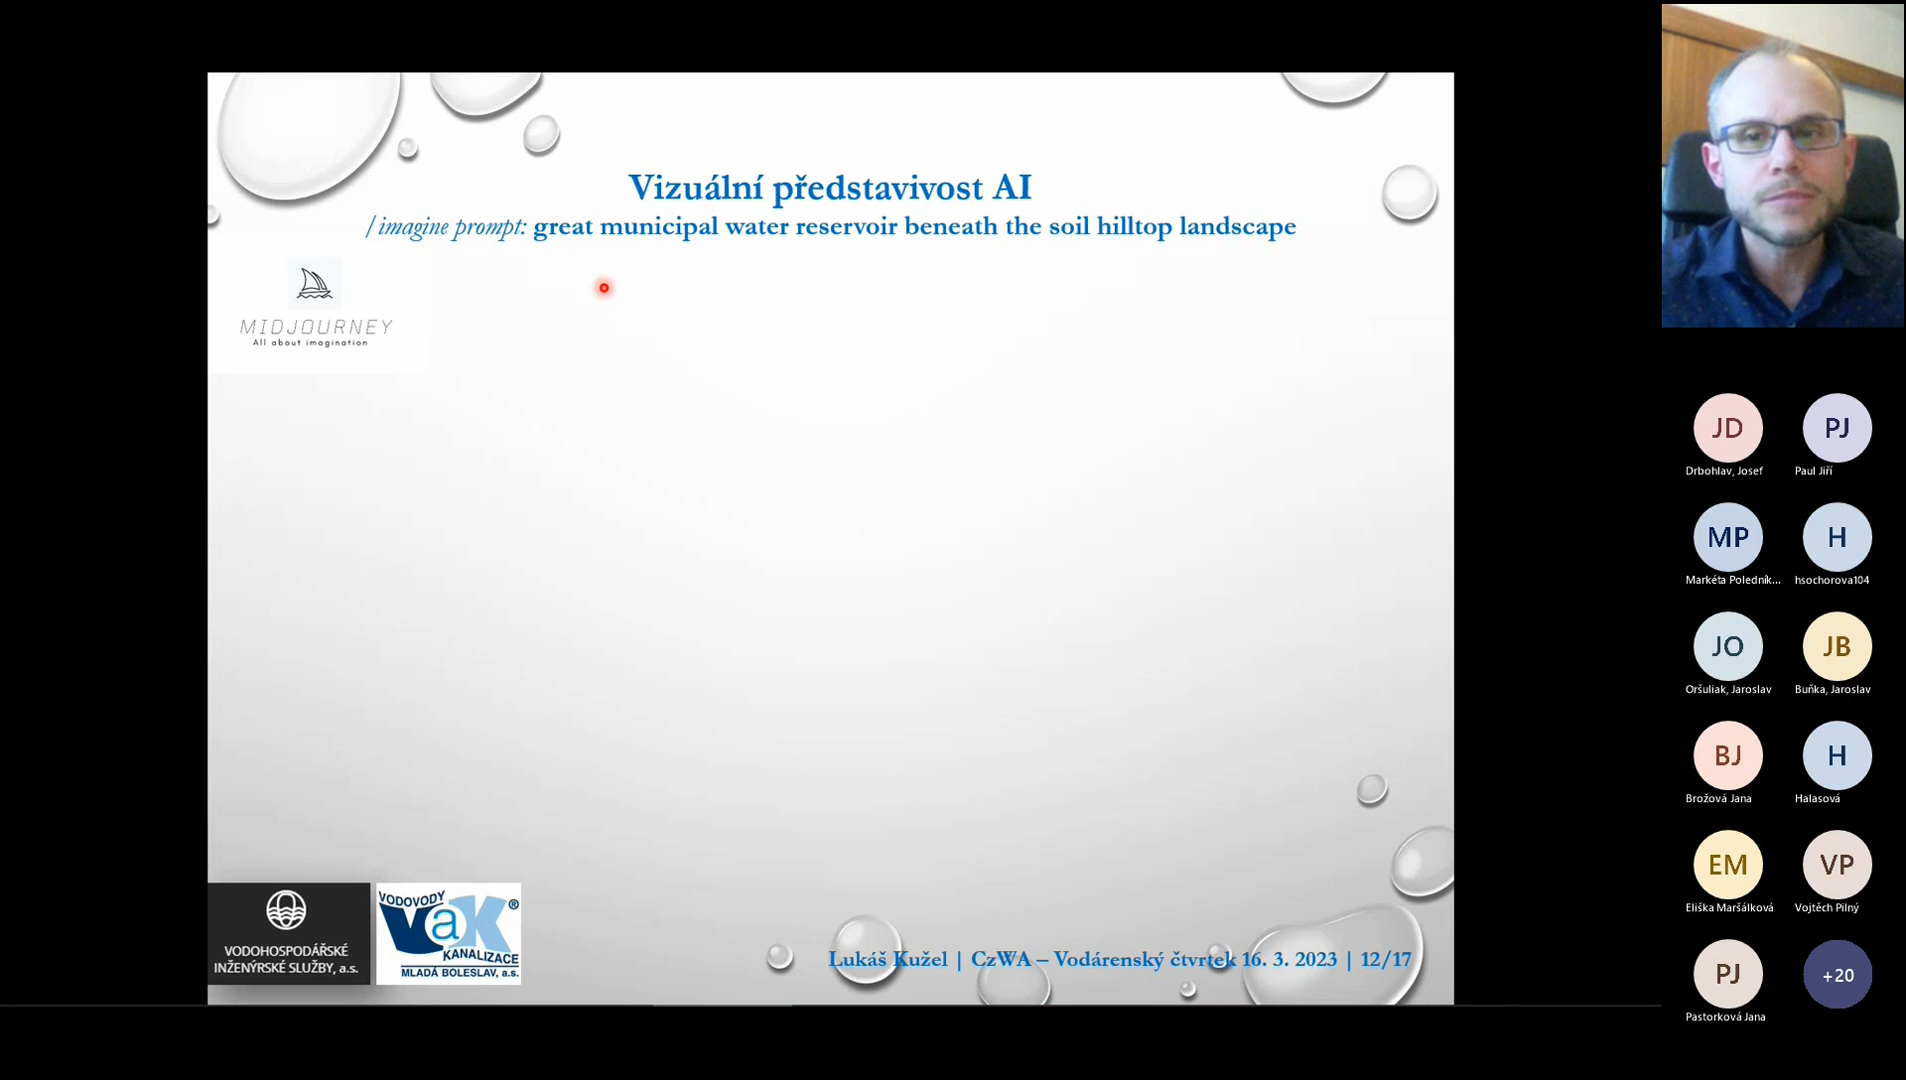 Vizuální představivost AI
/imagine prompt: great municipal water reservoir beneath the soil hilltop landscape
MIDJOURNEY
All about imagination
VODOHOSPODÁŘSKÉ
INŽENÝRSKÉ SLUŽBY, a.s.
VODOVODY
VaK®
KANALIZACE
MLADÁ BOLESLAV, a.s.
Lukáš Kužel | CzWA – Vodárenský čtvrtek 16. 3. 2023 | 12/17
JD PJ
Drbohlav, Josef Paul Jiří
MP H
Markéta Poledník... hsochorova104
JO JB
Oršuliak, Jaroslav Buňka, Jaroslav
BJ H
Brožová Jana Halasová
EM VP
Eliška Maršálková Vojtěch Pilný
PJ +20
Pastorková Jana